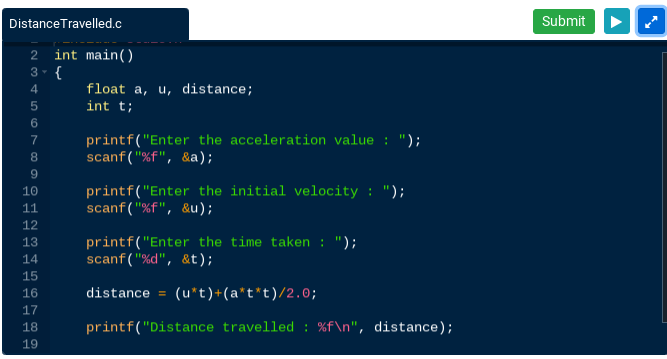 DistanceTravelled.c
Submit
2 int main()
3 {
4 float a, u, distance;
5 int t;
6
7 printf("Enter the acceleration value : ");
8 scanf("%f", &a);
9
10 printf("Enter the initial velocity : ");
11 scanf("%f", &u);
12
13 printf("Enter the time taken : ");
14 scanf("%d", &t);
15
16 distance = (u*t)+(a*t*t)/2.0;
17
18 printf("Distance travelled : %f\n", distance);
19